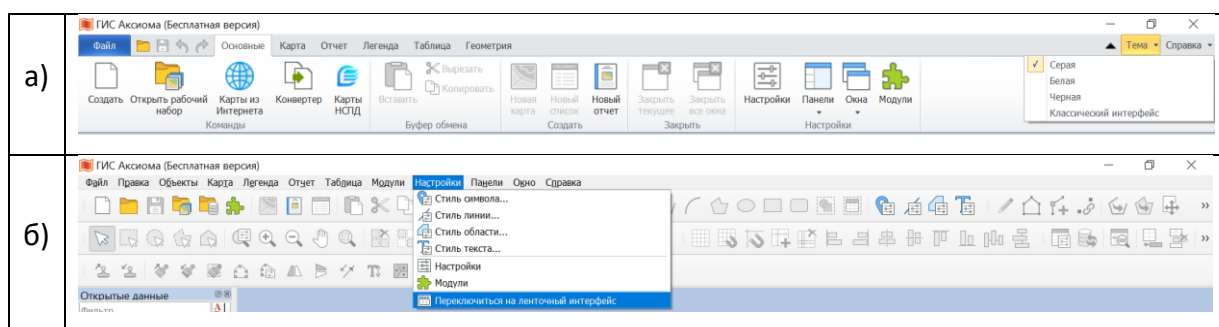 а)
ГИС Аксиома (Бесплатная версия)
Файл Основные Карта Отчет Легенда Таблица Геометрия Тема Справка
Вырезать
Копировать
Создать Открыть рабочий набор Карты из Интернета Конвертер Карты НСПД Вставить Новая карта Новый список Новый отчет Закрыть текущее Закрыть все окна Настройки Панели Окна Модули
Команды Буфер обмена Создать Закрыть Настройки
✓ Серая
Белая
Черная
Классический интерфейс
б)
ГИС Аксиома (Бесплатная версия)
Файл Правка Объекты Карта Легенда Отчет Таблица Модули Настройки Панели Окно Справка
Стиль символа...
Стиль линии...
Стиль области...
Стиль текста...
Настройки
Модули
Переключиться на ленточный интерфейс
Открытые данные
Фильтр